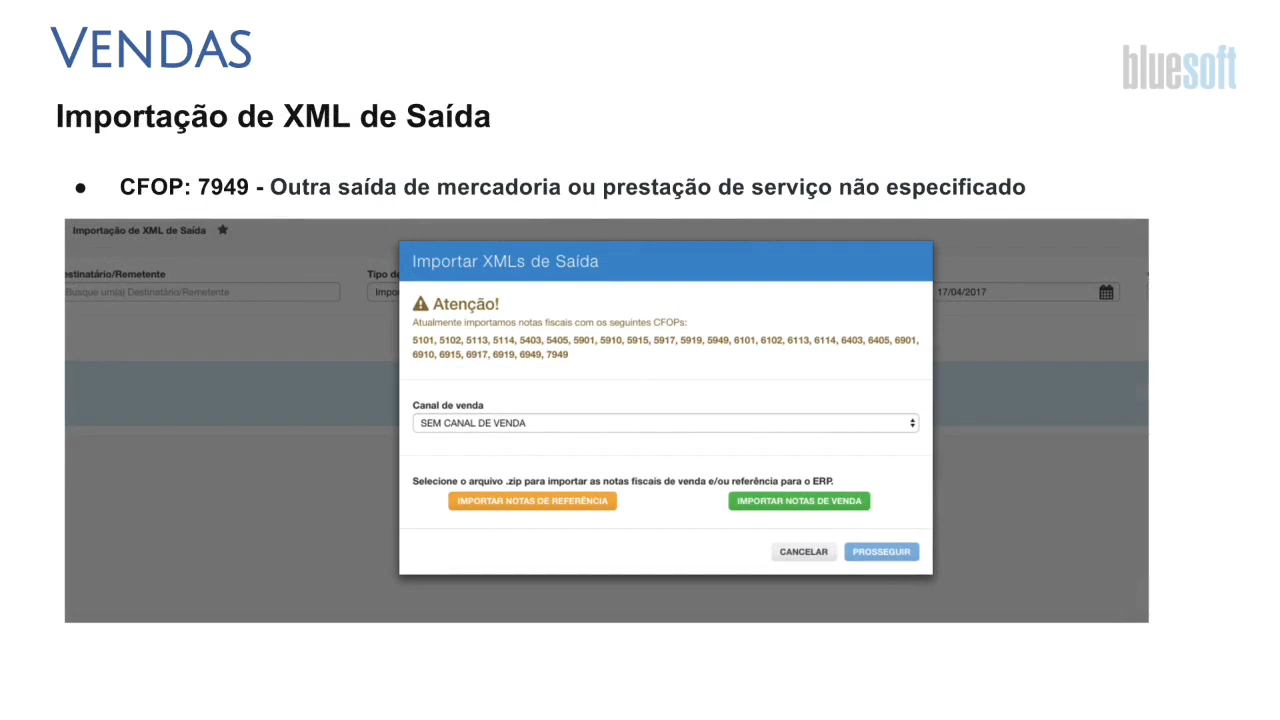 VENDAS
bluesoft
Importação de XML de Saída
● CFOP: 7949 - Outra saída de mercadoria ou prestação de serviço não especificado
Importação de XML de Saída
Importar XMLs de Saída
estinatário/Remetente
Tipo de
Busque um(a) Destinatário/Remetente
Impo
17/04/2017
Atenção!
Atualmente importamos notas fiscais com os seguintes CFOPs:
5101, 5102, 5113, 5114, 5403, 5405, 5901, 5910, 5915, 5917, 5919, 5949, 6101, 6102, 6113, 6114, 6403, 6405, 6901,
6910, 6915, 6917, 6919, 6949, 7949
Canal de venda
SEM CANAL DE VENDA
Selecione o arquivo .zip para importar as notas fiscais de venda e/ou referência para o ERP.
IMPORTAR NOTAS DE REFERÊNCIA
IMPORTAR NOTAS DE VENDA
CANCELAR
PROSSEGUIR